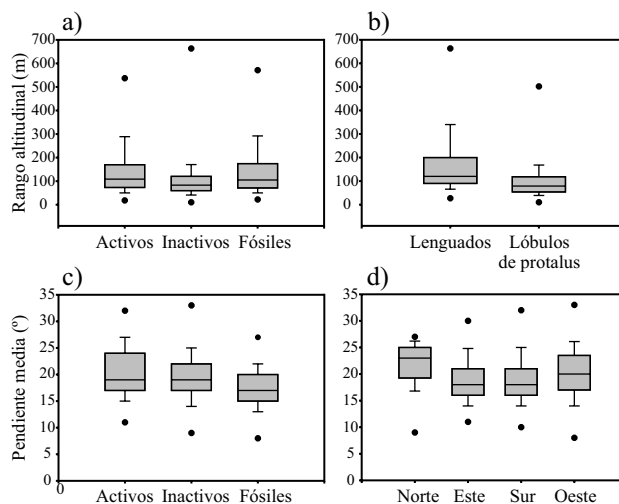 a)
b)
700
600
500
400
300
200
100
0
Rango altitudinal (m)
Activos Inactivos Fósiles
700
600
500
400
300
200
100
0
Lenguados Lóbulos
de protalus
c)
d)
35
30
25
20
15
10
5
0
Pendiente media (º)
Activos Inactivos Fósiles
35
30
25
20
15
10
5
0
Norte Este Sur Oeste